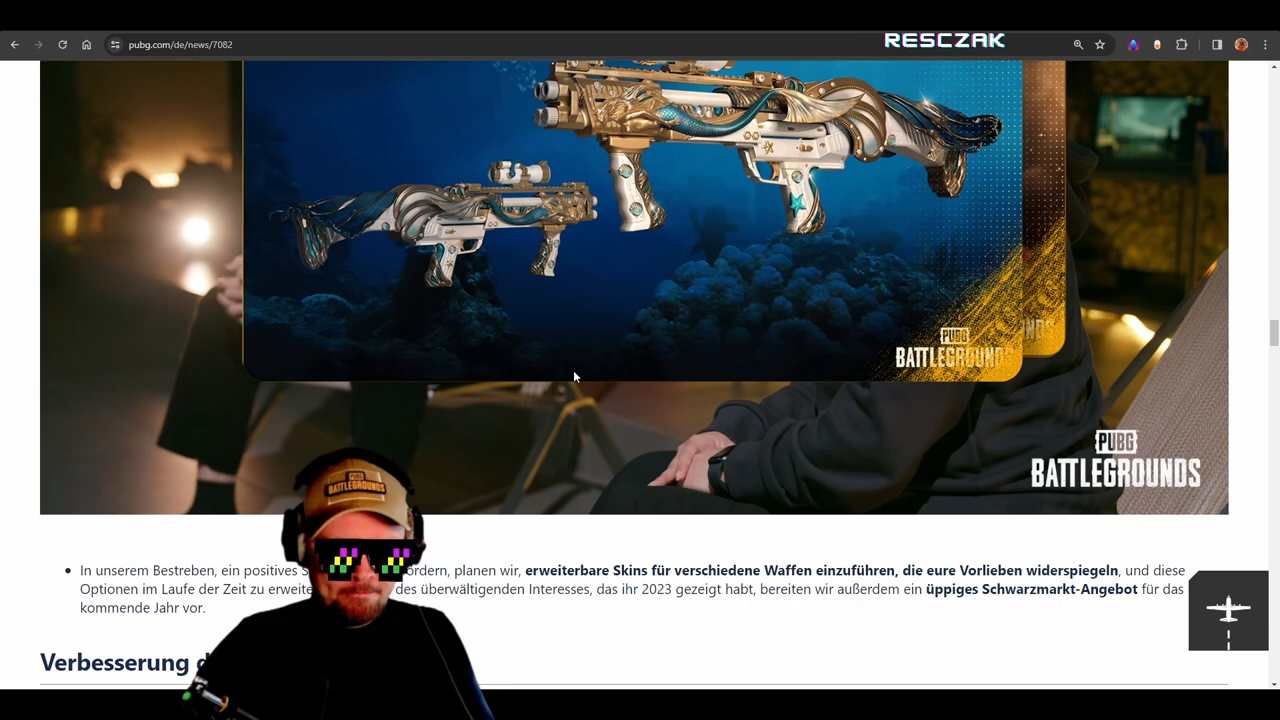 pubg.com/de/news/7082
RESCZAK
PUBG
BATTLEGROUNDS
PUBG
BATTLEGROUNDS
PUBG
BATTLEGROUNDS
In unserem Bestreben, ein positives ördern, planen wir, erweiterbare Skins für verschiedene Waffen einzuführen, die eure Vorlieben widerspiegeln, und diese
Optionen im Laufe der Zeit zu erweite des überwältigenden Interesses, das ihr 2023 gezeigt habt, bereiten wir außerdem ein üppiges Schwarzmarkt-Angebot für das
kommende Jahr vor.
Verbesserung